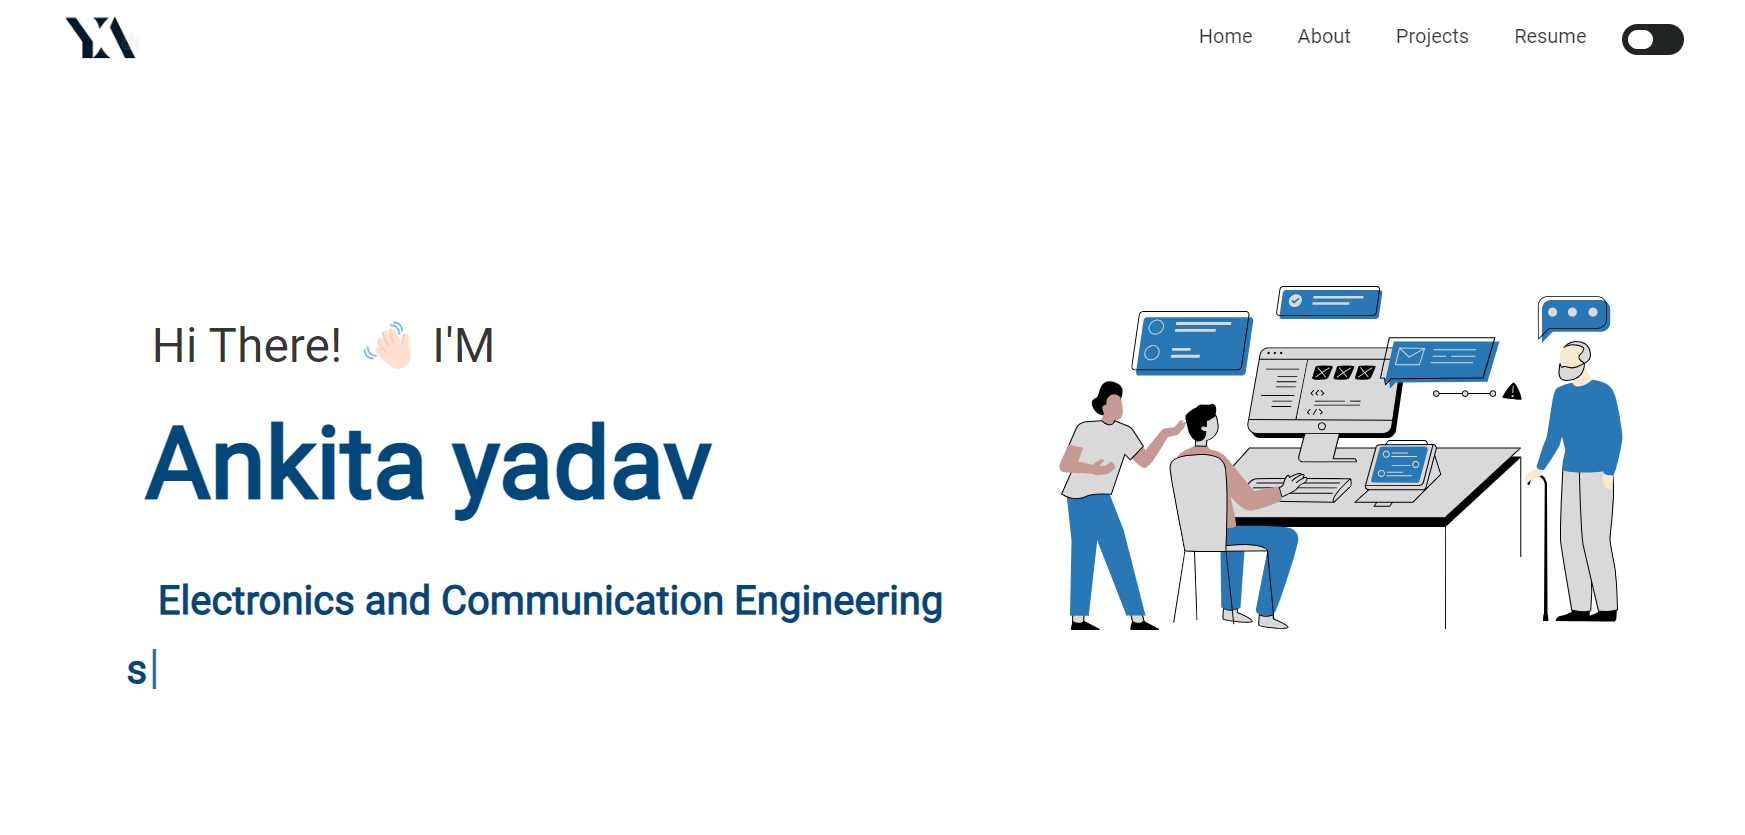 YA
Home About Projects Resume
Hi There! 👋🏻 I'M
Ankita yadav
Electronics and Communication Engineering
s|